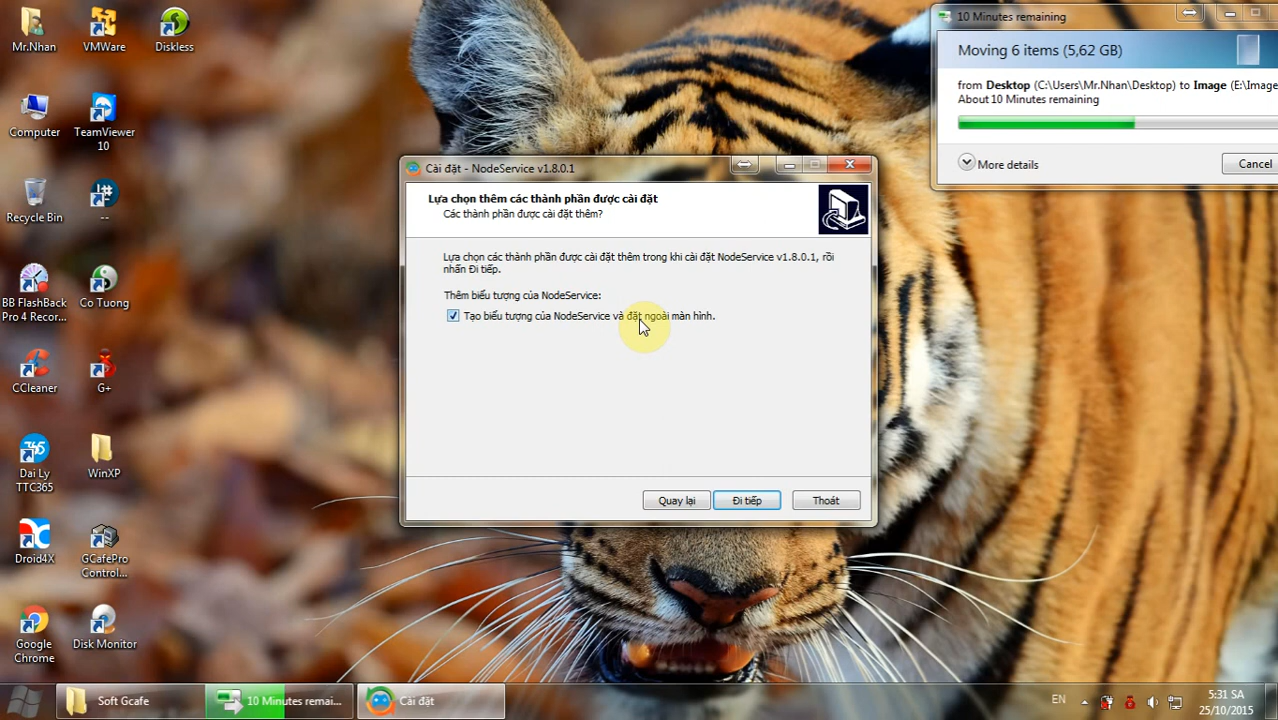 Mr.Nhan
VMWare
Diskless
Computer
TeamViewer
10
Recycle Bin
--
BB FlashBack
Pro 4 Recor...
Co Tuong
CCleaner
G+
Dai Ly
TTC365
WinXP
Droid4X
GCafePro
Control...
Google
Chrome
Disk Monitor
10 Minutes remaining
Moving 6 items (5,62 GB)
from Desktop (C:\Users\Mr.Nhan\Desktop) to Image (E:\Image
About 10 Minutes remaining
More details
Cancel
Cài đặt - NodeService v1.8.0.1
Lựa chọn thêm các thành phần được cài đặt
Các thành phần được cài đặt thêm?
Lựa chọn các thành phần được cài đặt thêm trong khi cài đặt NodeService v1.8.0.1, rồi
nhấn Đi tiếp.
Thêm biểu tượng của NodeService:
Tạo biểu tượng của NodeService và đặt ngoài màn hình.
Quay lại
Đi tiếp
Thoát
Soft Gcafe
10 Minutes remai...
Cài đặt
EN
5:31 SA
25/10/2015